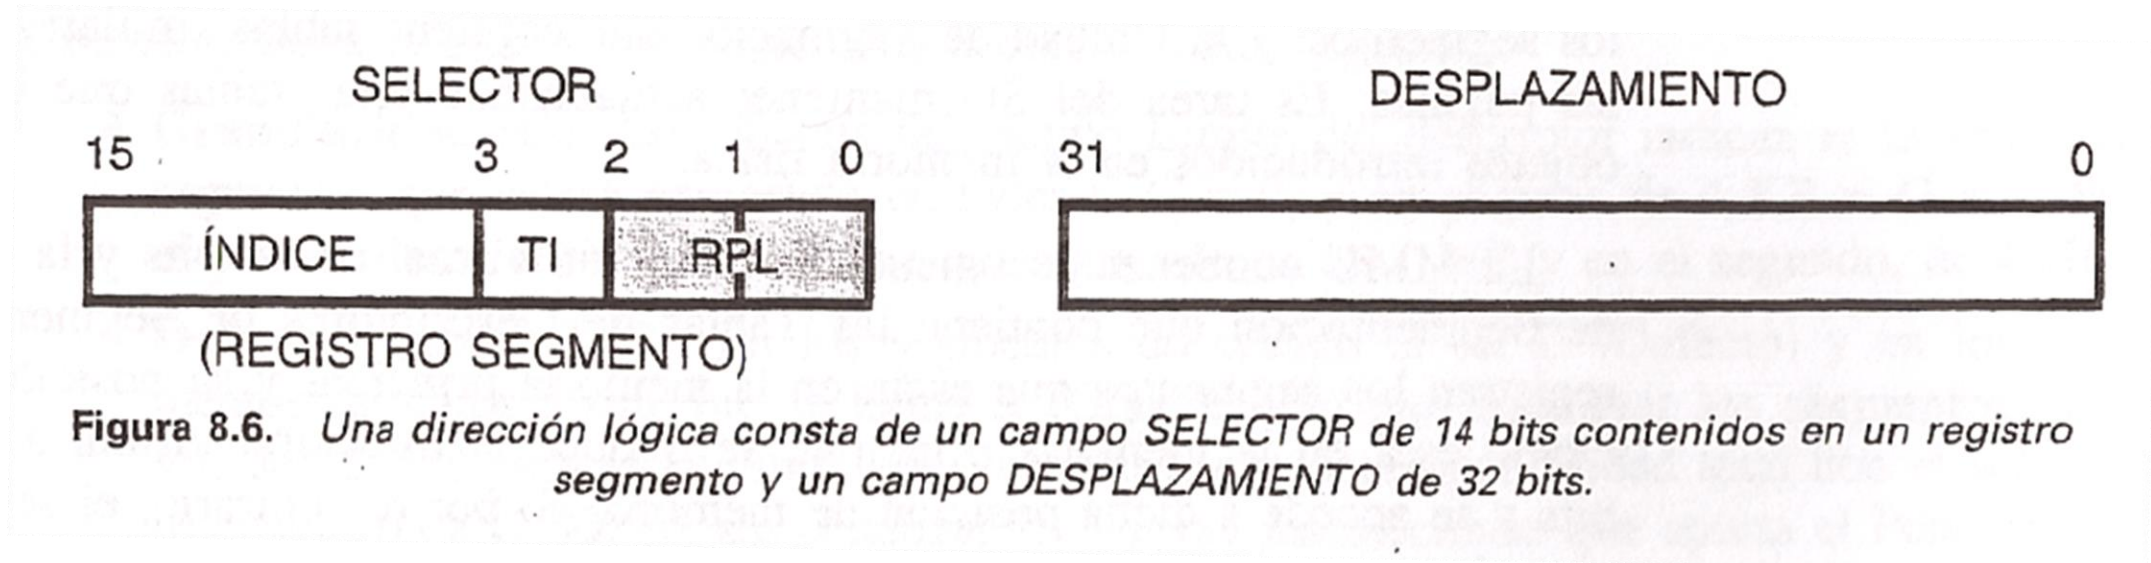 SELECTOR DESPLAZAMIENTO
15 3 2 1 0 31 0
ÍNDICE TI RPL
(REGISTRO SEGMENTO)
Figura 8.6. Una dirección lógica consta de un campo SELECTOR de 14 bits contenidos en un registro
segmento y un campo DESPLAZAMIENTO de 32 bits.